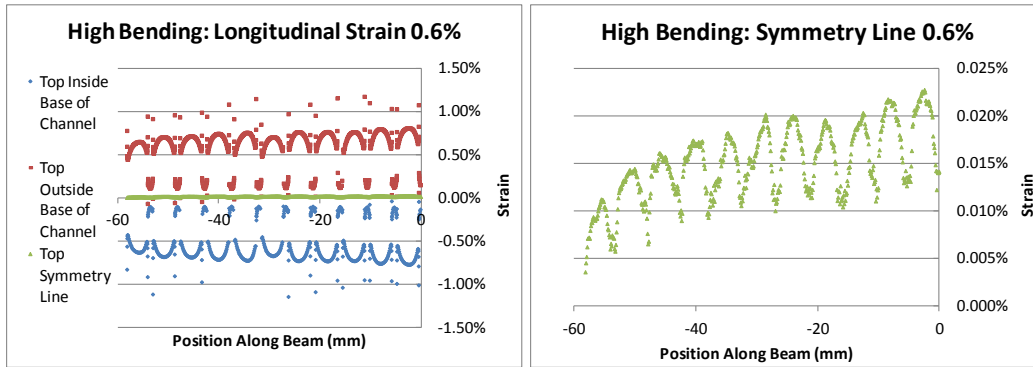 High Bending: Longitudinal Strain 0.6%
Top Inside
Base of
Channel
Top
Outside
Base of
Channel
Top
Symmetry
Line
1.50%
1.00%
0.50%
0.00%
-0.50%
-1.00%
-1.50%
-60
-40
-20
0
Strain
Position Along Beam (mm)
High Bending: Symmetry Line 0.6%
0.025%
0.020%
0.015%
0.010%
0.005%
0.000%
Strain
-60
-40
-20
0
Position Along Beam (mm)